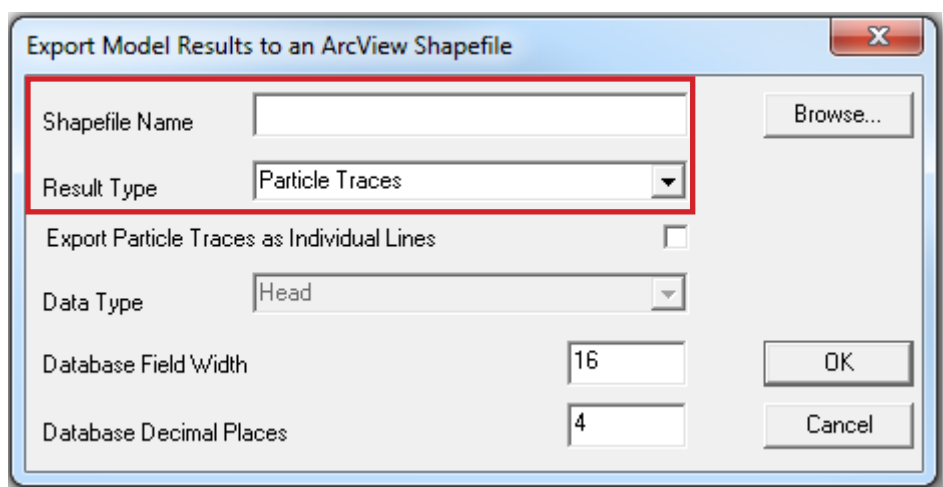 Export Model Results to an ArcView Shapefile
Shapefile Name
Browse...
Result Type
Particle Traces
Export Particle Traces as Individual Lines
Data Type
Head
Database Field Width
16
OK
Database Decimal Places
4
Cancel